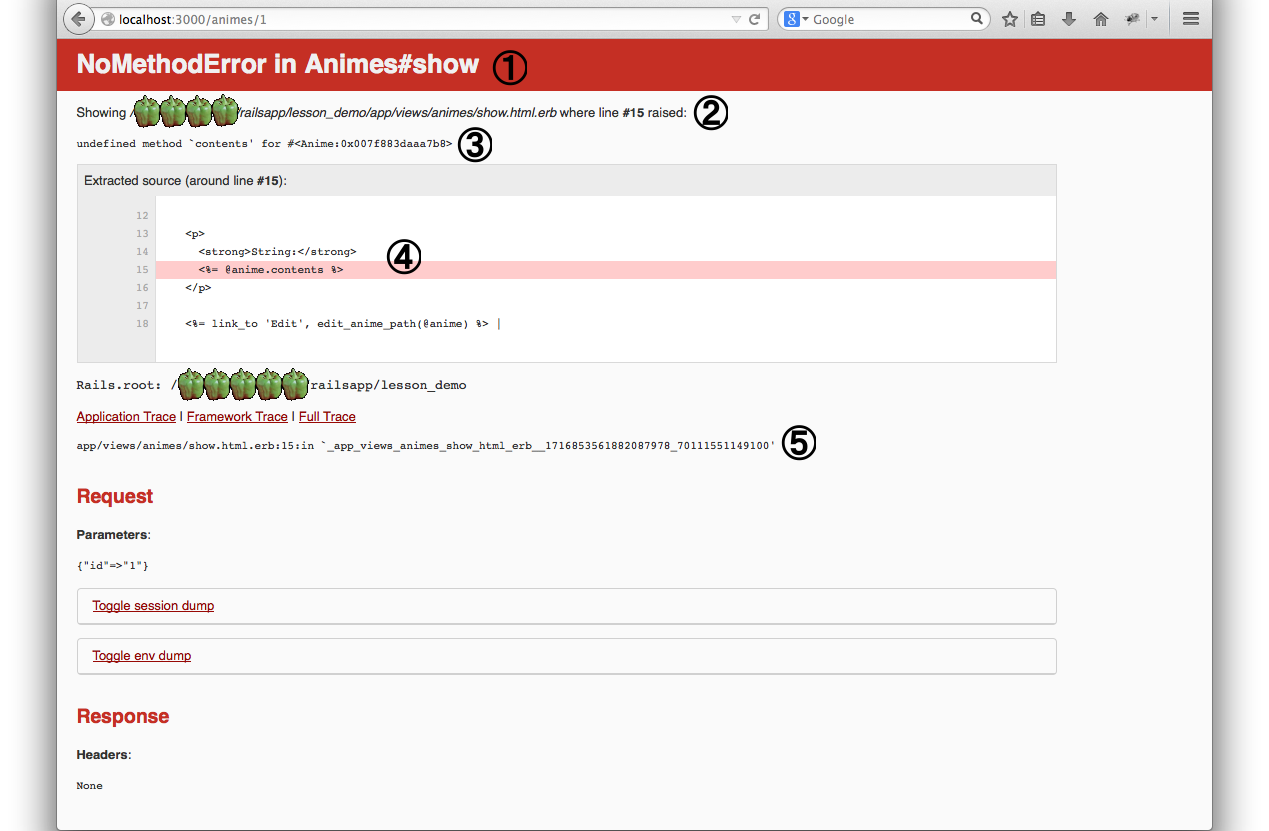 localhost:3000/animes/1
Google
NoMethodError in Animes#show ①
Showing /railsapp/lesson_demo/app/views/animes/show.html.erb where line #15 raised: ②
undefined method `contents' for #<Anime:0x007f883daaa7b8> ③
Extracted source (around line #15):
12
13 <p>
14 <strong>String:</strong> ④
15 <%= @anime.contents %>
16 </p>
17
18 <%= link_to 'Edit', edit_anime_path(@anime) %> |
Rails.root: /railsapp/lesson_demo
Application Trace | Framework Trace | Full Trace
app/views/animes/show.html.erb:15:in `_app_views_animes_show_html_erb__1716853561882087978_70111551149100' ⑤
Request
Parameters:
{"id"=>"1"}
Toggle session dump
Toggle env dump
Response
Headers:
None